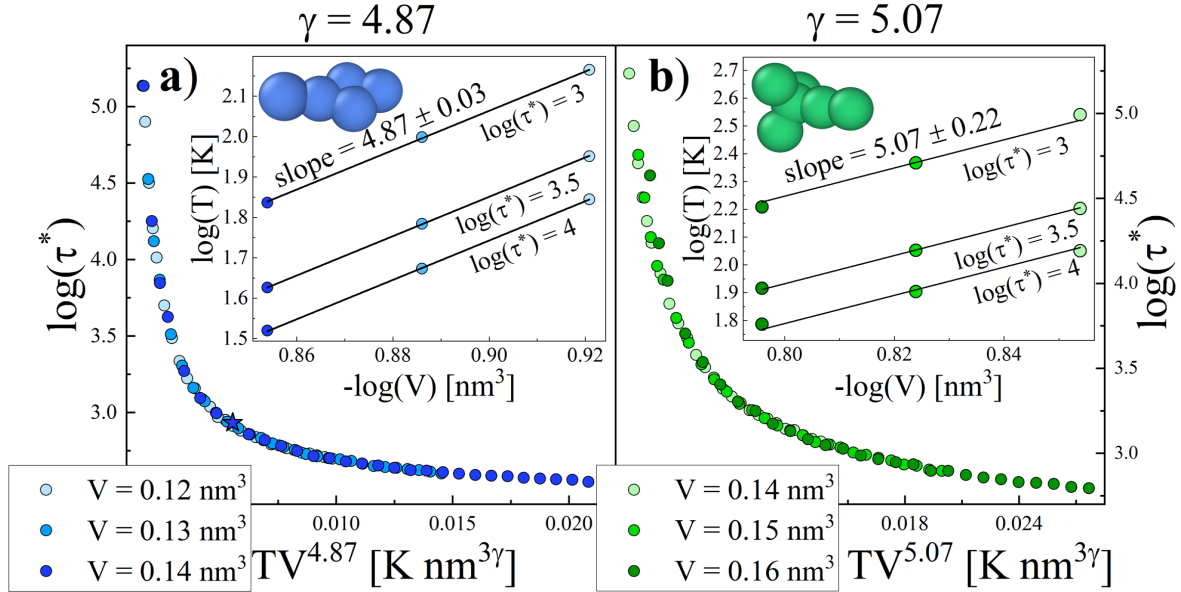 γ = 4.87
γ = 5.07
a)
slope = 4.87 ± 0.03
log(τ*) = 3
log(τ*) = 3.5
log(τ*) = 4
log(T) [K]
2.1
2.0
1.9
1.8
1.7
1.6
1.5
0.86
0.88
0.90
0.92
-log(V) [nm³]
log(τ*)
5.0
4.5
4.0
3.5
3.0
V = 0.12 nm³
V = 0.13 nm³
V = 0.14 nm³
0.010
0.015
0.020
TV^4.87 [K nm^3γ]
b)
slope = 5.07 ± 0.22
log(τ*) = 3
log(τ*) = 3.5
log(τ*) = 4
log(T) [K]
2.7
2.6
2.5
2.4
2.3
2.2
2.1
2.0
1.9
1.8
0.80
0.82
0.84
-log(V) [nm³]
log(τ*)
5.0
4.5
4.0
3.5
3.0
V = 0.14 nm³
V = 0.15 nm³
V = 0.16 nm³
0.018
0.024
TV^5.07 [K nm^3γ]